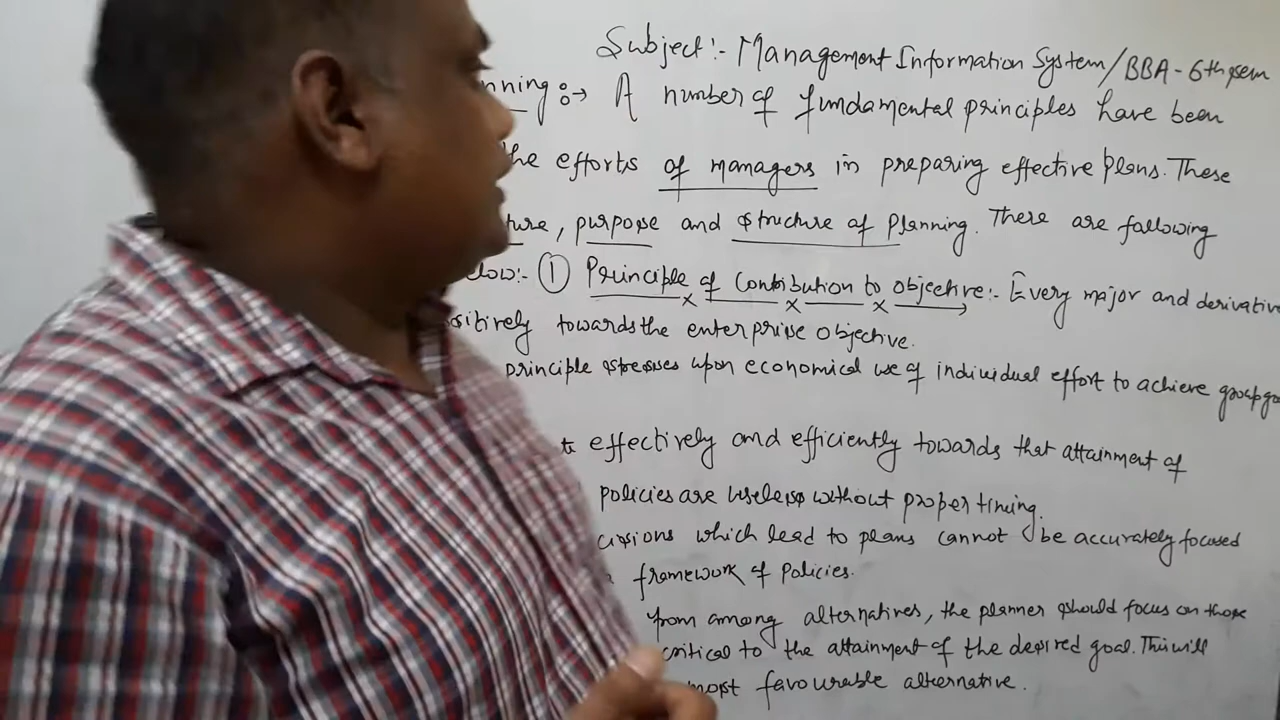 Subject:- Management Information System/BBA-6th sem
nning :→ A number of fundamental principles have been
the efforts of managers in preparing effective plans. These
ture, purpose and structure of planning. There are following
low:- ① Principle of Contribution to objective:- Every major and derivative
ositively towards the enterprise objective.
principle stresses upon economical use of individual effort to achieve group go
effectively and efficiently towards that attainment of
policies are useless without proper timing.
cisions which lead to plans cannot be accurately focused
framework of policies.
from among alternatives, the planner should focus on those
critical to the attainment of the desired goal. This will
most favourable alternative.